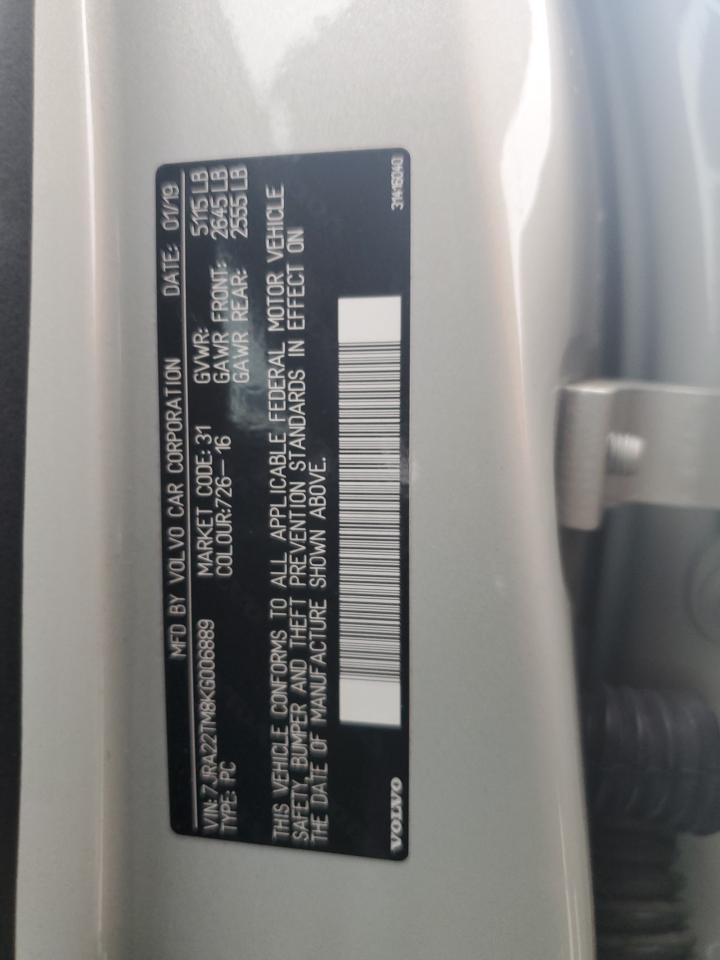 MFD BY VOLVO CAR CORPORATION DATE: 01/19
VIN: 7JRA22TM8KG006889 MARKET CODE: 31 GVWR: 5115 LB
TYPE: PC COLOUR:726-16 GAWR FRONT: 2645 LB
GAWR REAR: 2555 LB
THIS VEHICLE CONFORMS TO ALL APPLICABLE FEDERAL MOTOR VEHICLE
SAFETY, BUMPER AND THEFT PREVENTION STANDARDS IN EFFECT ON
THE DATE OF MANUFACTURE SHOWN ABOVE.
VOLVO 31416040